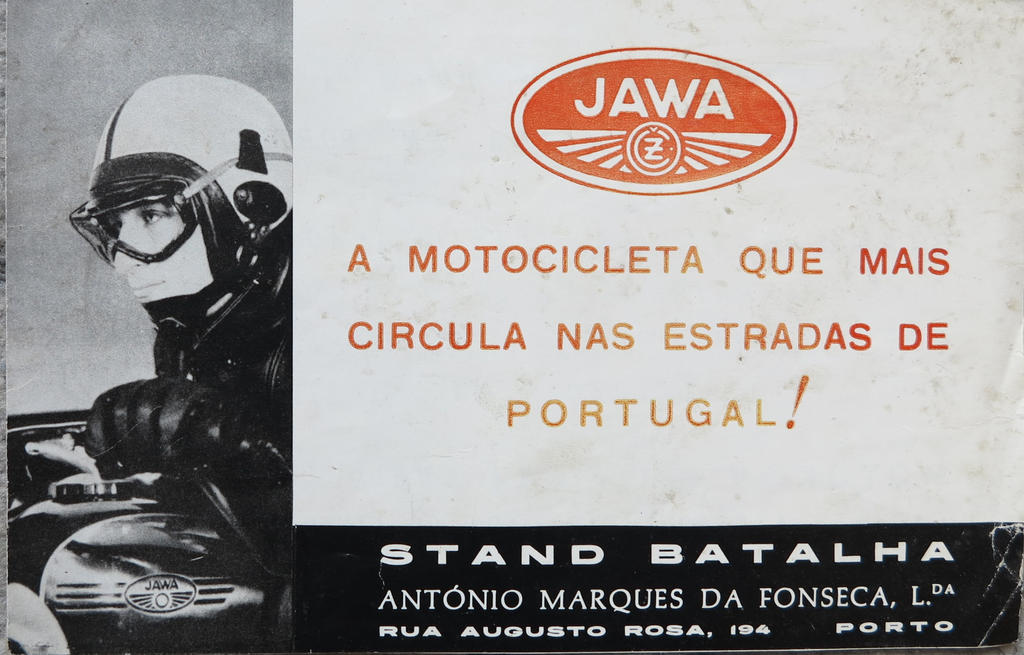 JAWA
CZ
A MOTOCICLETA QUE MAIS
CIRCULA NAS ESTRADAS DE
PORTUGAL!
STAND BATALHA
ANTÓNIO MARQUES DA FONSECA, L.DA
RUA AUGUSTO ROSA, 194 PORTO
JAWA